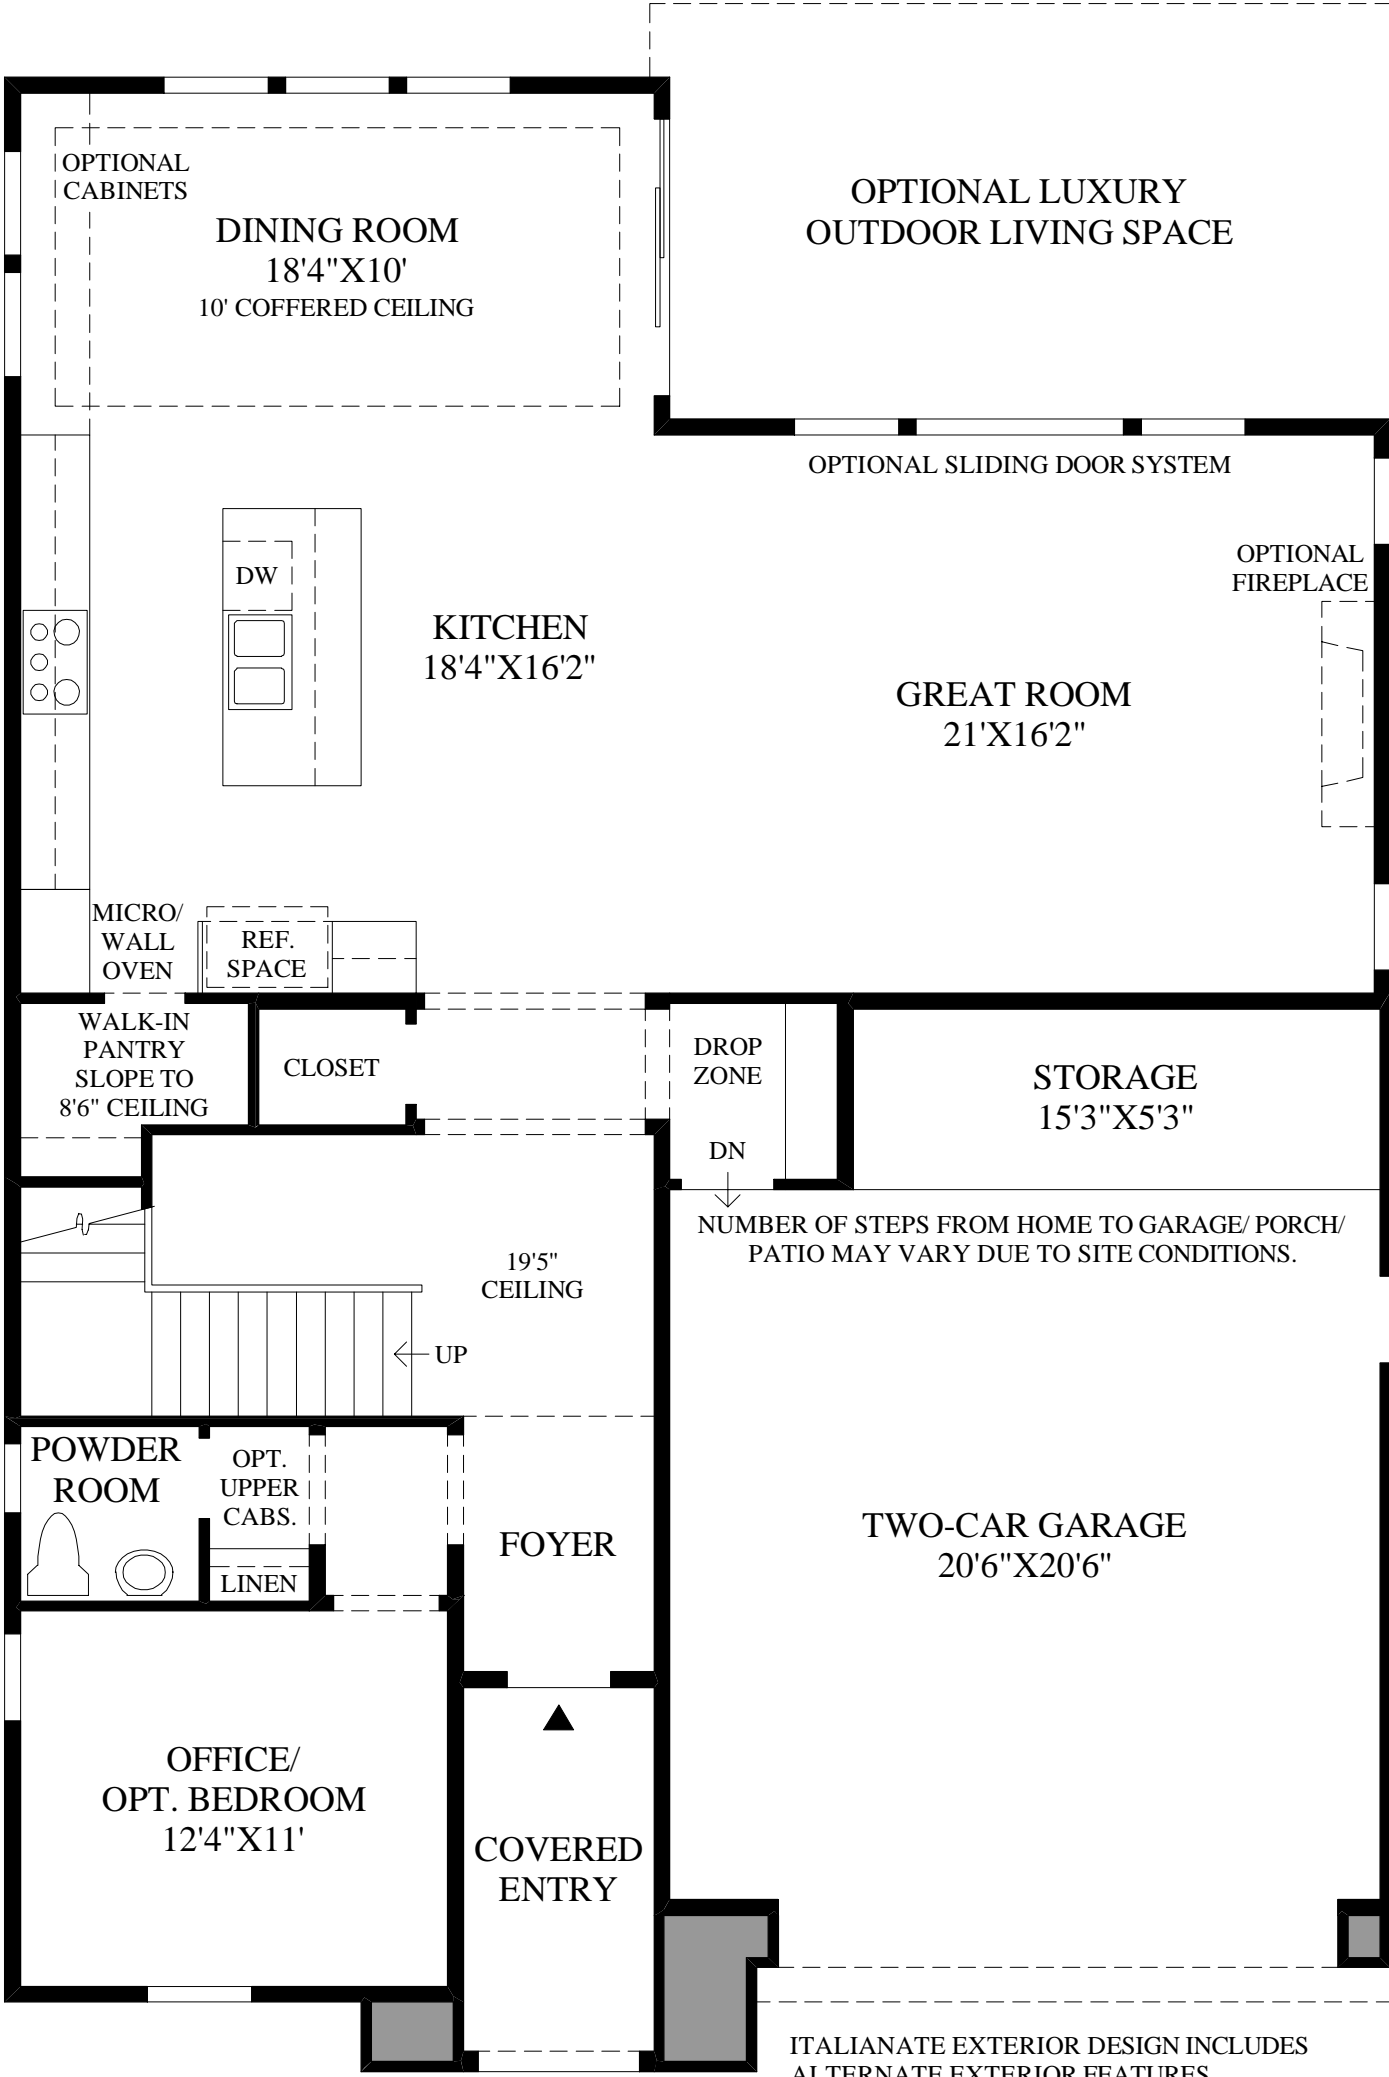 OPTIONAL
CABINETS
DINING ROOM
18'4"X10'
10' COFFERED CEILING
OPTIONAL LUXURY
OUTDOOR LIVING SPACE
OPTIONAL SLIDING DOOR SYSTEM
OPTIONAL
FIREPLACE
DW
KITCHEN
18'4"X16'2"
GREAT ROOM
21'X16'2"
MICRO/
WALL
OVEN
REF.
SPACE
WALK-IN
PANTRY
SLOPE TO
8'6" CEILING
CLOSET
DROP
ZONE
DN
STORAGE
15'3"X5'3"
NUMBER OF STEPS FROM HOME TO GARAGE/ PORCH/
PATIO MAY VARY DUE TO SITE CONDITIONS.
19'5"
CEILING
UP
POWDER
ROOM
OPT.
UPPER
CABS.
LINEN
FOYER
TWO-CAR GARAGE
20'6"X20'6"
OFFICE/
OPT. BEDROOM
12'4"X11'
COVERED
ENTRY
ITALIANATE EXTERIOR DESIGN INCLUDES
ALTERNATE EXTERIOR FEATURES